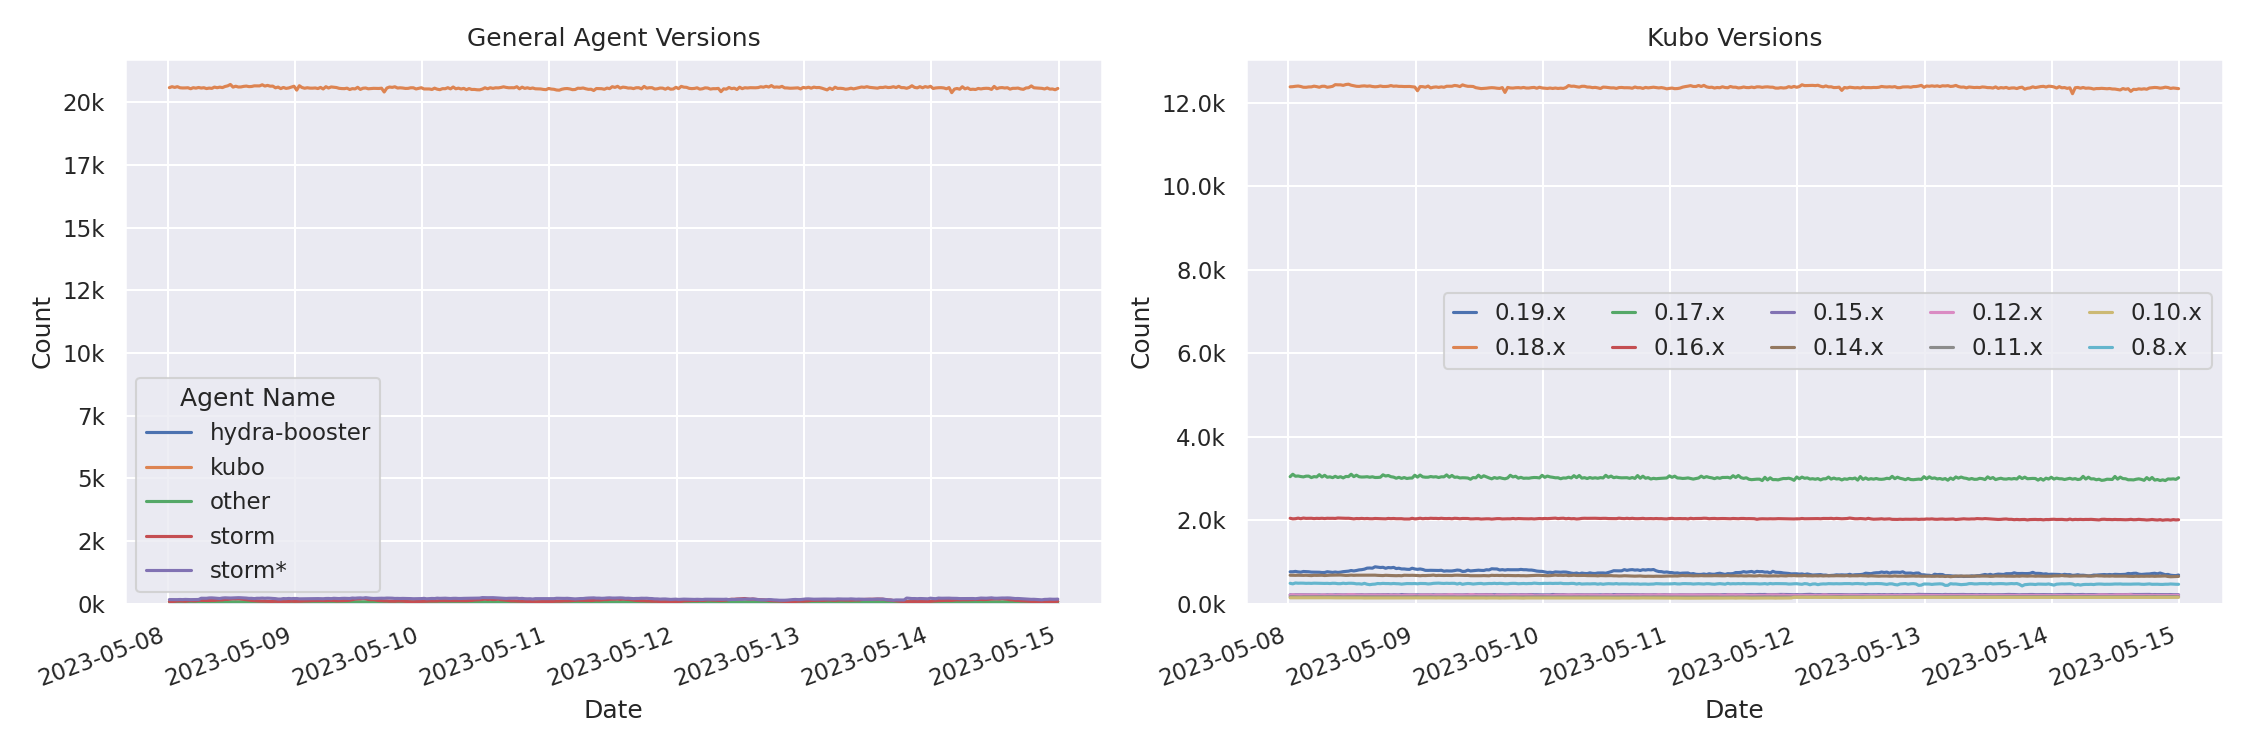 General Agent Versions
20k
17k
15k
12k
10k
7k
5k
2k
0k
Count
Agent Name
hydra-booster
kubo
other
storm
storm*
2023-05-08
2023-05-09
2023-05-10
2023-05-11
2023-05-12
2023-05-13
2023-05-14
2023-05-15
Date
Kubo Versions
12.0k
10.0k
8.0k
6.0k
4.0k
2.0k
0.0k
Count
0.19.x 0.17.x 0.15.x 0.12.x 0.10.x
0.18.x 0.16.x 0.14.x 0.11.x 0.8.x
2023-05-08
2023-05-09
2023-05-10
2023-05-11
2023-05-12
2023-05-13
2023-05-14
2023-05-15
Date